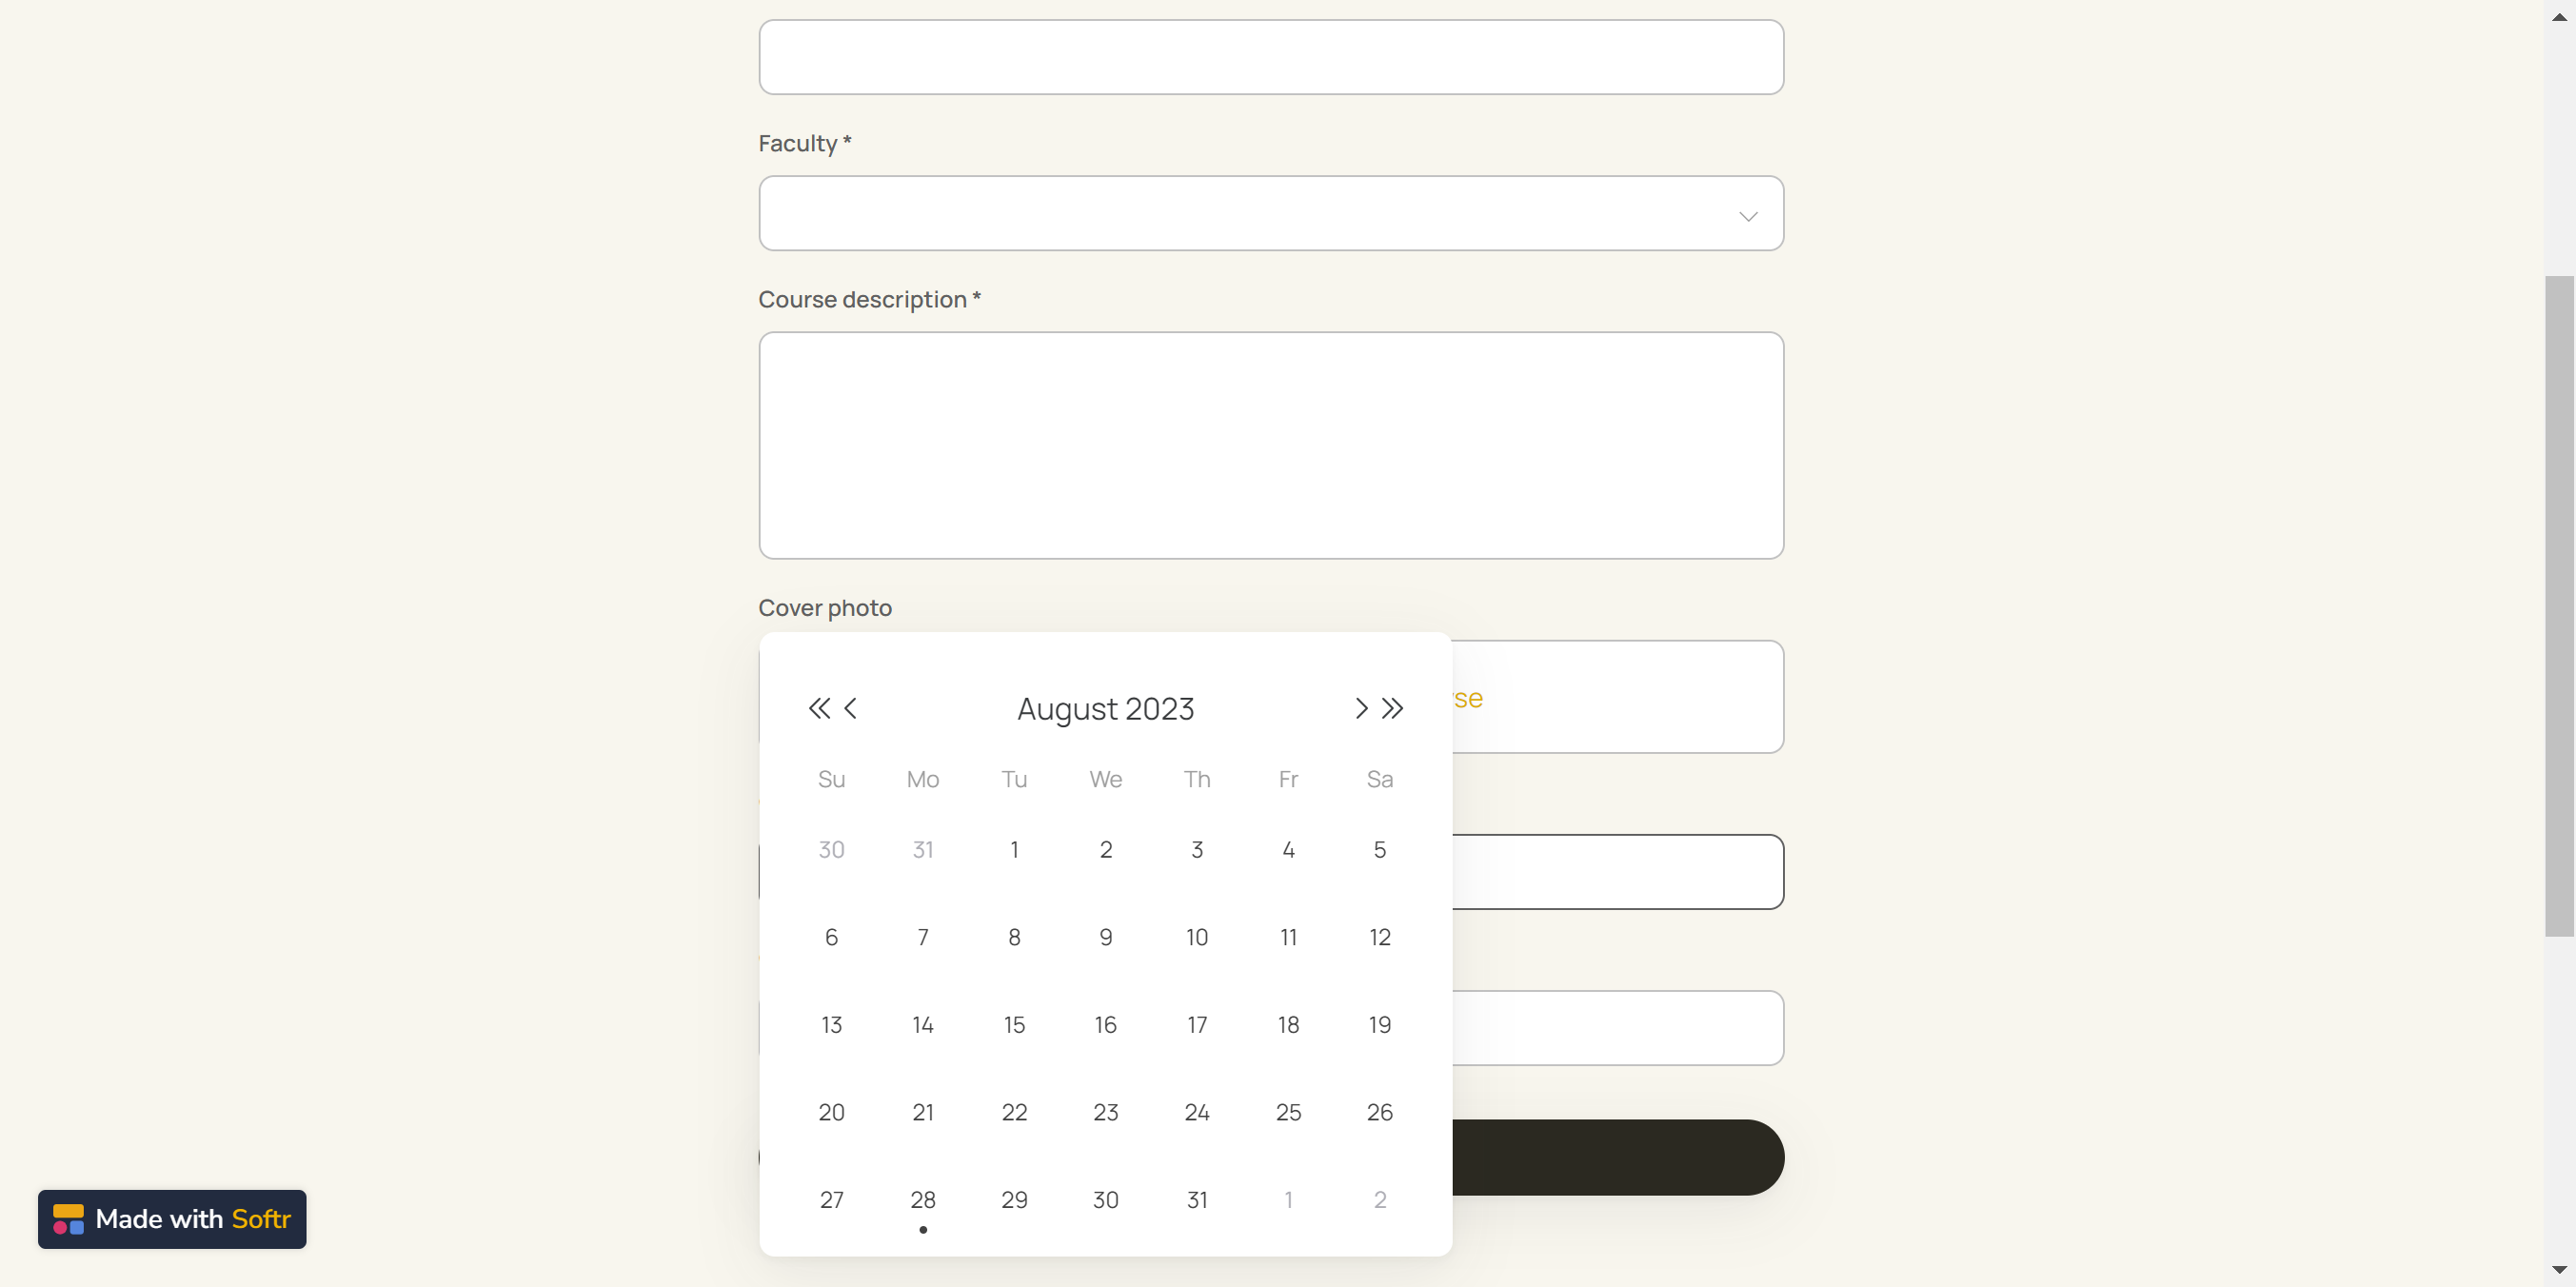 Faculty *
Course description *
Cover photo
August 2023
Su Mo Tu We Th Fr Sa
30 31 1 2 3 4 5
6 7 8 9 10 11 12
13 14 15 16 17 18 19
20 21 22 23 24 25 26
27 28 29 30 31 1 2
se
Made with Softr